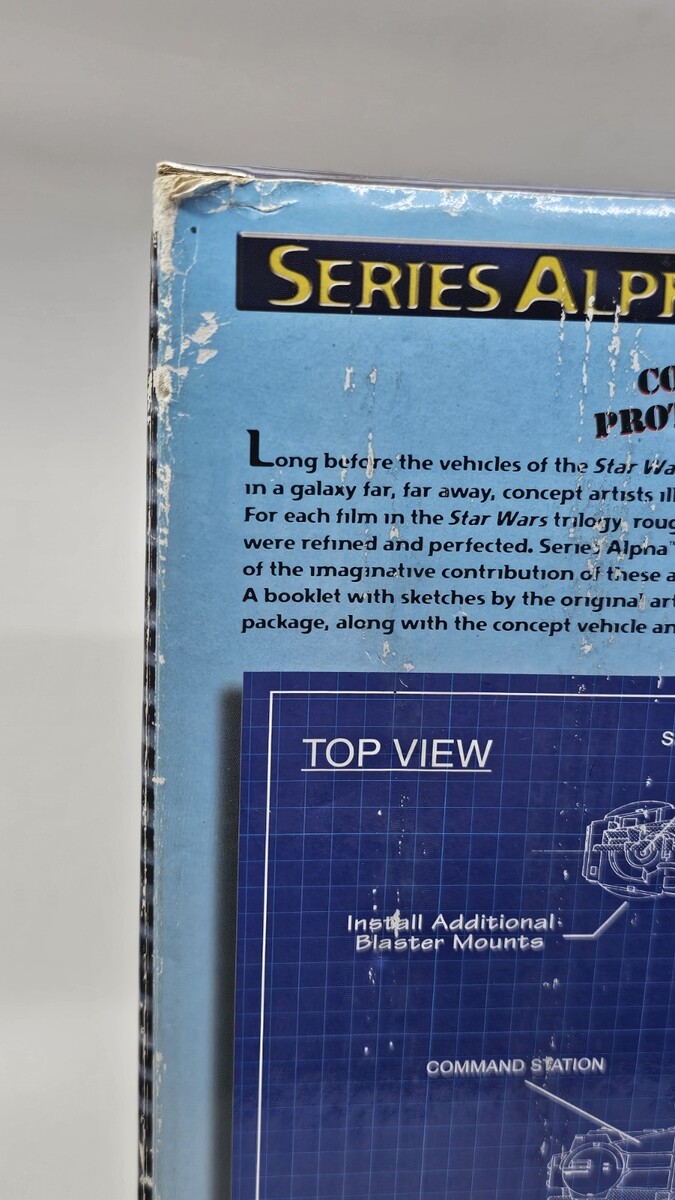 SERIES ALPH
CO
PROT
Long before the vehicles of the Star Wa
in a galaxy far, far away, concept artists ill
For each film in the Star Wars trilogy, roug
were refined and perfected. Series Alpha™
of the imaginative contribution of these a
A booklet with sketches by the original art
package, along with the concept vehicle an
S
TOP VIEW
Install Additional
Blaster Mounts
COMMAND STATION